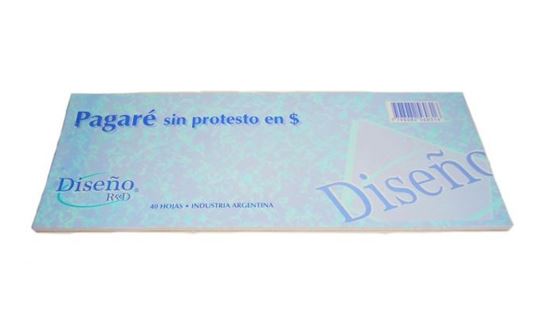 Pagaré sin protesto en $
Diseño
Diseño®
R&D
40 HOJAS • INDUSTRIA ARGENTINA